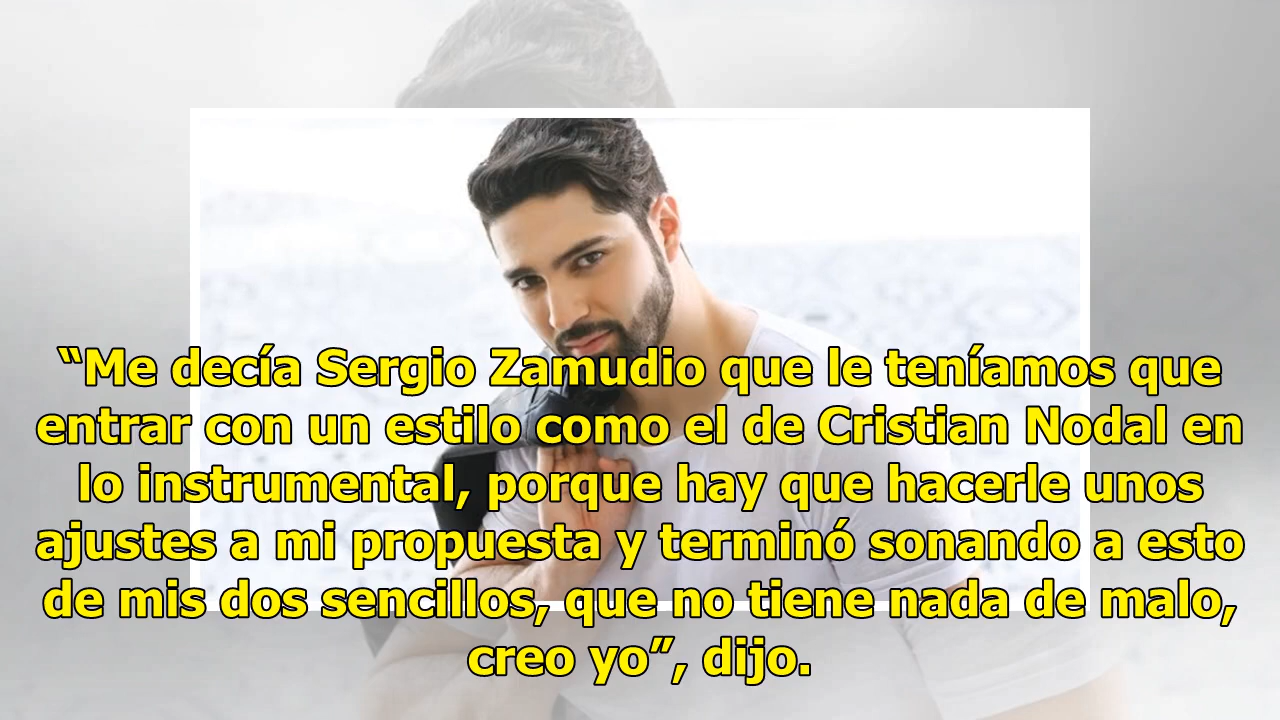 “Me decía Sergio Zamudio que le teníamos que
entrar con un estilo como el de Cristian Nodal en
lo instrumental, porque hay que hacerle unos
ajustes a mi propuesta y terminó sonando a esto
de mis dos sencillos, que no tiene nada de malo,
creo yo”, dijo.